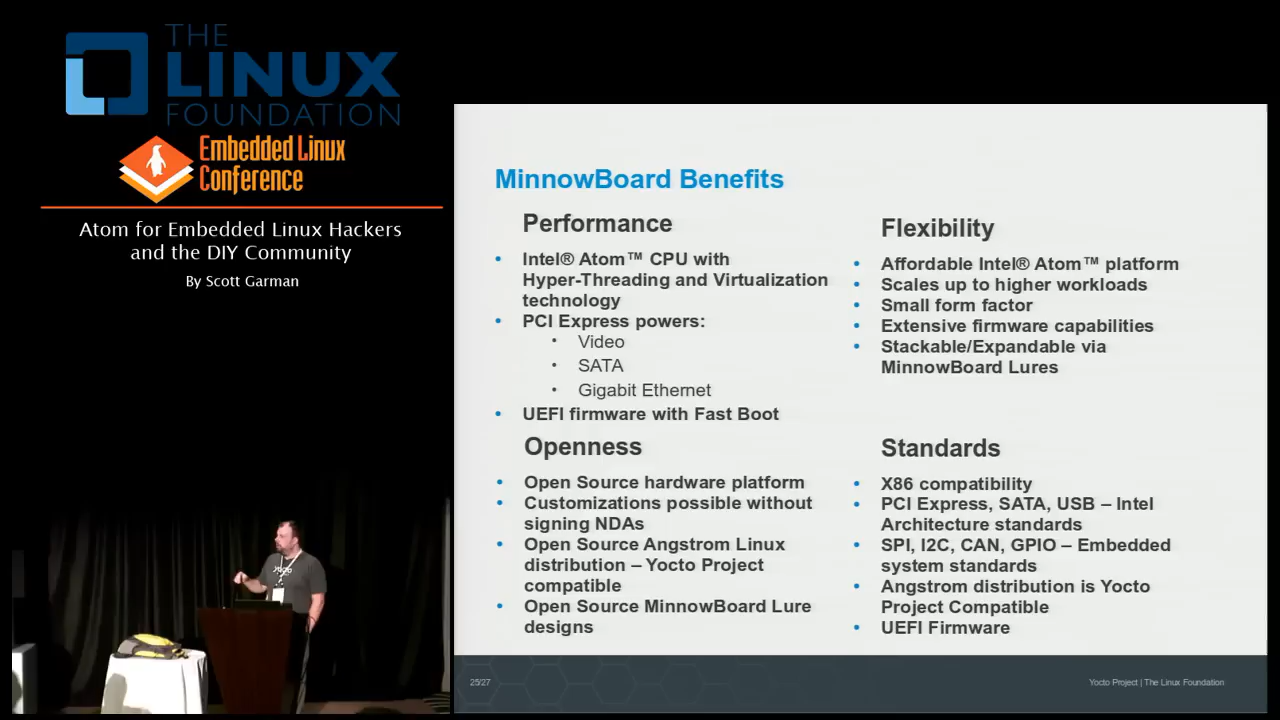 THE
LINUX
FOUNDATION
Embedded Linux
Conference
Atom for Embedded Linux Hackers
and the DIY Community
By Scott Garman
MinnowBoard Benefits
Performance
• Intel® Atom™ CPU with
Hyper-Threading and Virtualization
technology
• PCI Express powers:
• Video
• SATA
• Gigabit Ethernet
• UEFI firmware with Fast Boot
Flexibility
• Affordable Intel® Atom™ platform
• Scales up to higher workloads
• Small form factor
• Extensive firmware capabilities
• Stackable/Expandable via
MinnowBoard Lures
Openness
• Open Source hardware platform
• Customizations possible without
signing NDAs
• Open Source Angstrom Linux
distribution – Yocto Project
compatible
• Open Source MinnowBoard Lure
designs
Standards
• X86 compatibility
• PCI Express, SATA, USB – Intel
Architecture standards
• SPI, I2C, CAN, GPIO – Embedded
system standards
• Angstrom distribution is Yocto
Project Compatible
• UEFI Firmware
25/27
Yocto Project | The Linux Foundation
yocto